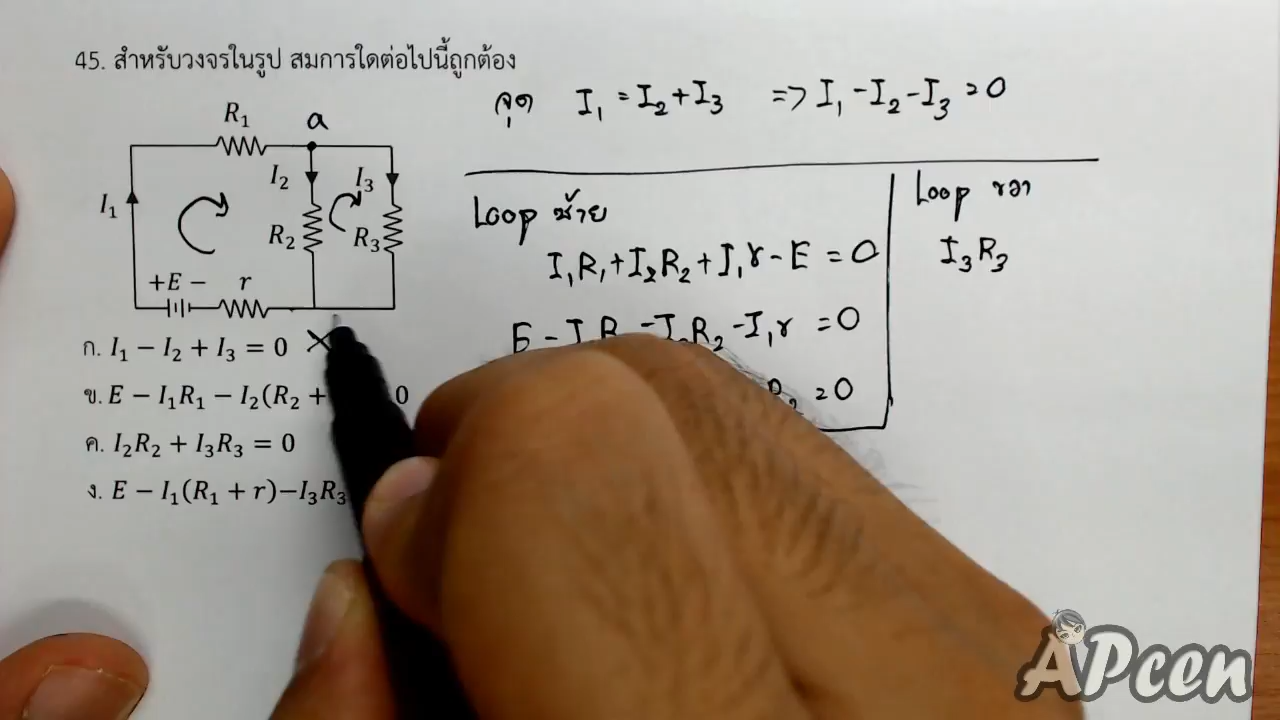 45. สำหรับวงจรในรูป สมการใดต่อไปนี้ถูกต้อง
จุด I₁ = I₂ + I₃ => I₁ - I₂ - I₃ = 0
R₁ a
I₁ I₂ I₃
R₂ R₃
+E − r
ก. I₁ − I₂ + I₃ = 0 ×
ข. E − I₁R₁ − I₂(R₂ + 0
ค. I₂R₂ + I₃R₃ = 0
ง. E − I₁(R₁ + r)−I₃R₃
Loop ซ้าย
I₁R₁ + I₂R₂ + I₁r - E = 0
E - I R - I R₂ - I₁r = 0
R₂ = 0
Loop ขวา
I₃R₃
APcen